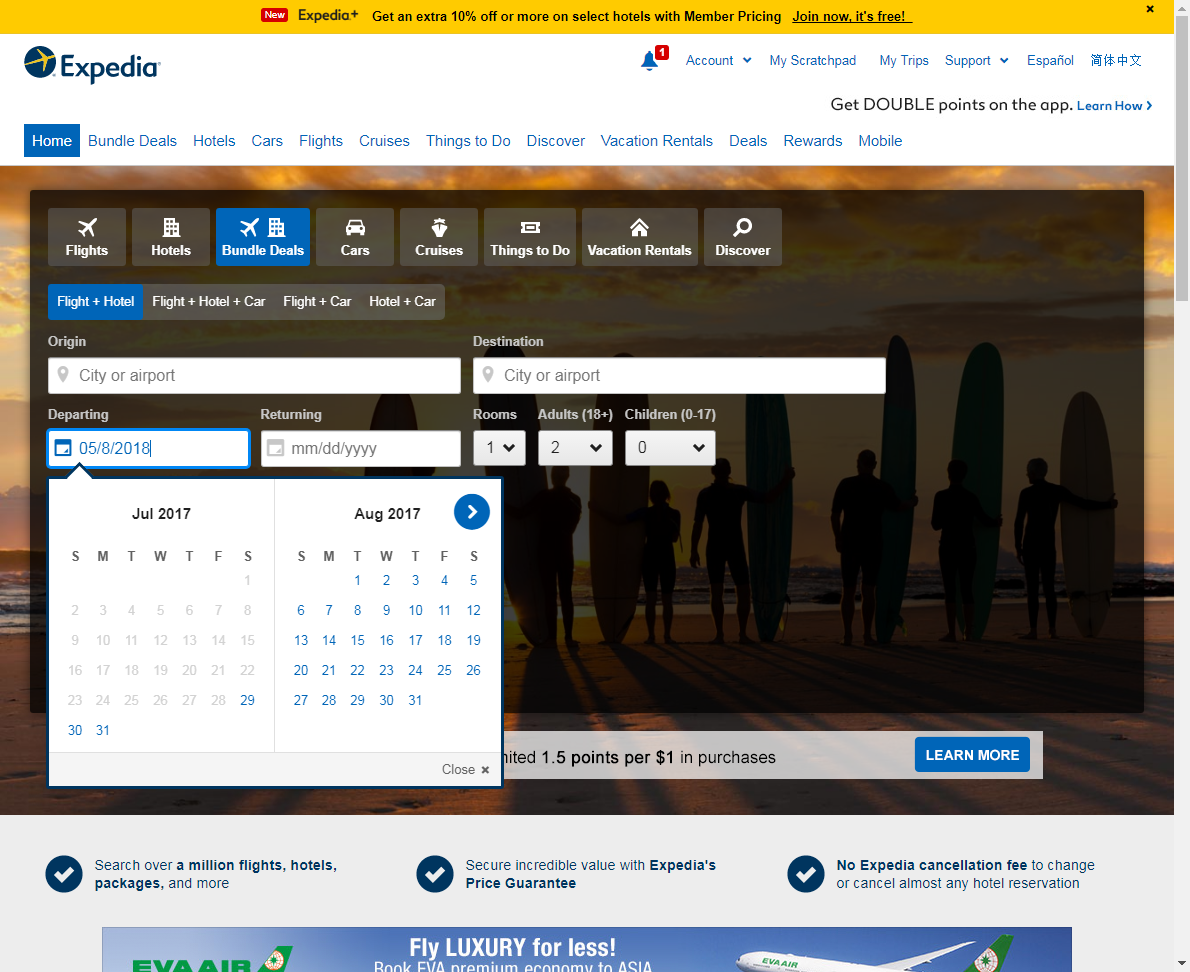 New Expedia+ Get an extra 10% off or more on select hotels with Member Pricing Join now, it's free!
Expedia
1 Account My Scratchpad My Trips Support Español 简体中文
Get DOUBLE points on the app. Learn How
Home Bundle Deals Hotels Cars Flights Cruises Things to Do Discover Vacation Rentals Deals Rewards Mobile
Flights Hotels Bundle Deals Cars Cruises Things to Do Vacation Rentals Discover
Flight + Hotel Flight + Hotel + Car Flight + Car Hotel + Car
Origin Destination
City or airport City or airport
Departing Returning Rooms Adults (18+) Children (0-17)
05/8/2018 mm/dd/yyyy 1 2 0
Jul 2017 Aug 2017
S M T W T F S S M T W T F S
1 1 2 3 4 5
2 3 4 5 6 7 8 6 7 8 9 10 11 12
9 10 11 12 13 14 15 13 14 15 16 17 18 19
16 17 18 19 20 21 22 20 21 22 23 24 25 26
23 24 25 26 27 28 29 27 28 29 30 31
30 31
1.5 points per $1 in purchases LEARN MORE
Close
Search over a million flights, hotels,
packages, and more
Secure incredible value with Expedia's
Price Guarantee
No Expedia cancellation fee to change
or cancel almost any hotel reservation
Fly LUXURY for less!
EVA AIR Book EVA premium economy to ASIA EVA AIR